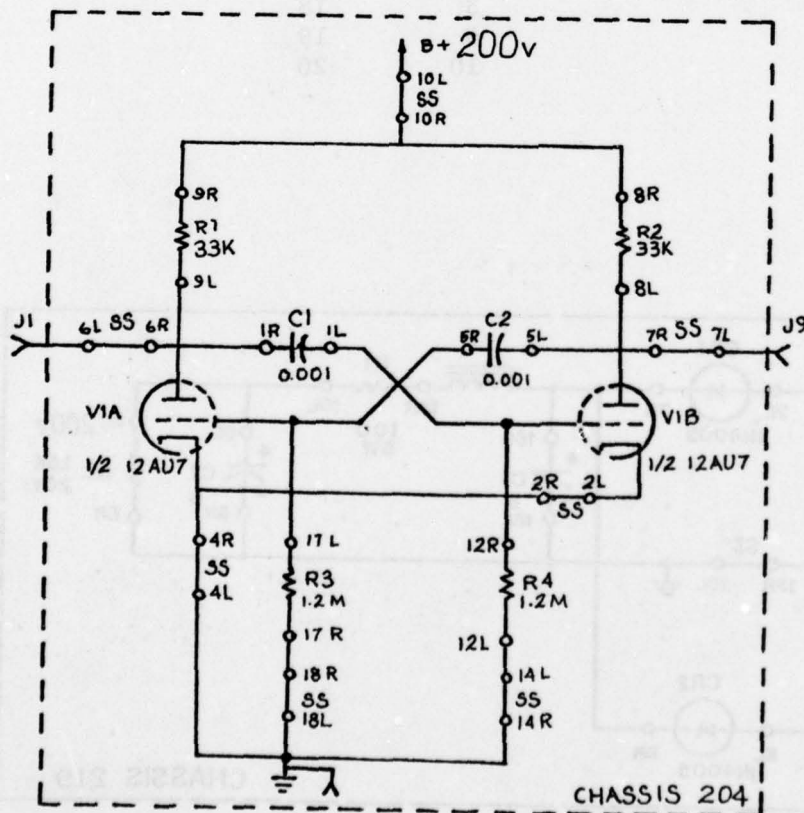 B+ 200v
10L
SS
10R
9R
R1
33K
9L
8R
R2
33K
8L
J1
6L SS 6R
1R C1 1L
0.001
5R C2 5L
0.001
7R SS 7L
J9
V1A
1/2 12AU7
V1B
1/2 12AU7
2R 2L
SS
4R
SS
4L
17L
R3
1.2M
17R
18R
SS
18L
12R
R4
1.2M
12L
14L
SS
14R
CHASSIS 204